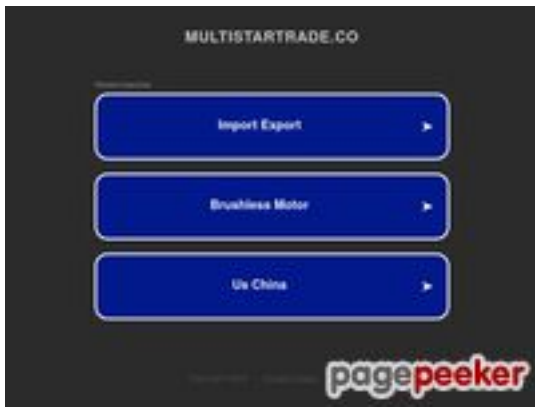 MULTISTARTRADE.CO
Import Export
Brushless Motor
Us China
pagepeeker